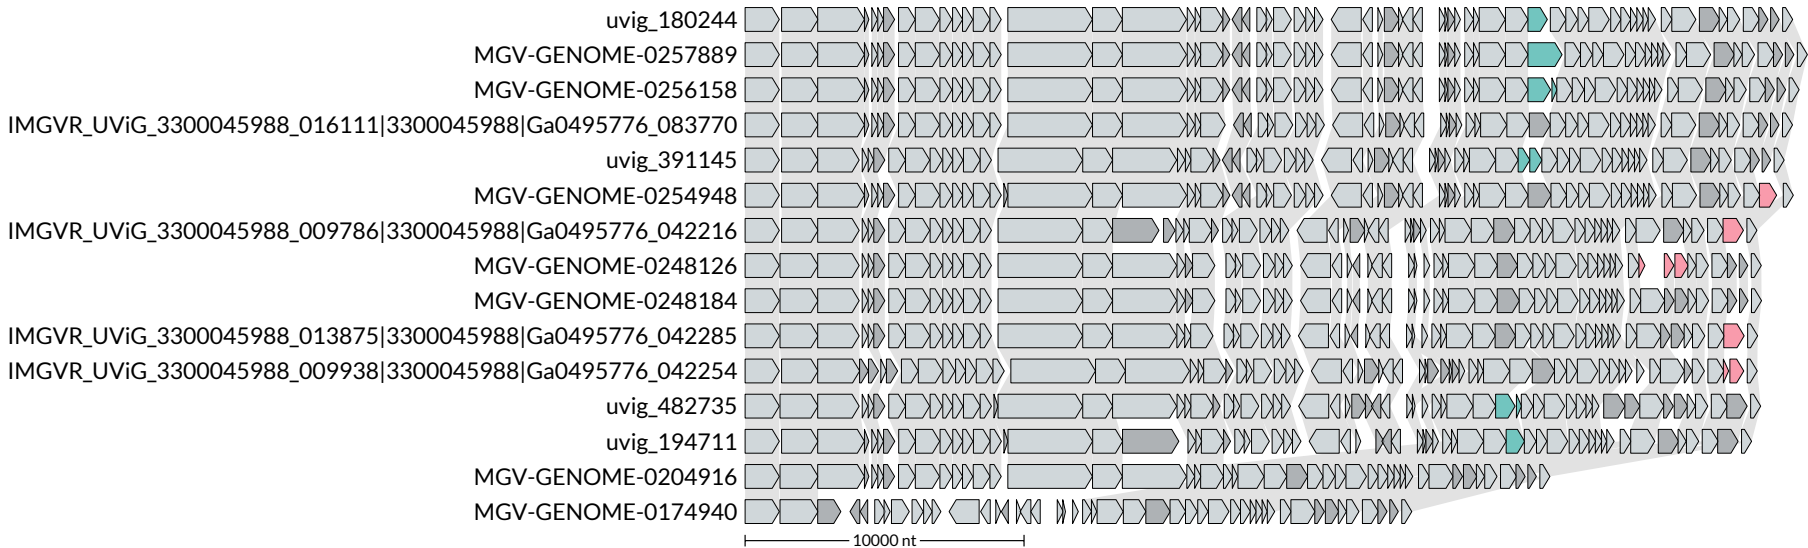 uvig_180244
MGV-GENOME-0257889
MGV-GENOME-0256158
IMGVR_UViG_3300045988_016111|3300045988|Ga0495776_083770
uvig_391145
MGV-GENOME-0254948
IMGVR_UViG_3300045988_009786|3300045988|Ga0495776_042216
MGV-GENOME-0248126
MGV-GENOME-0248184
IMGVR_UViG_3300045988_013875|3300045988|Ga0495776_042285
IMGVR_UViG_3300045988_009938|3300045988|Ga0495776_042254
uvig_482735
uvig_194711
MGV-GENOME-0204916
MGV-GENOME-0174940
10000 nt